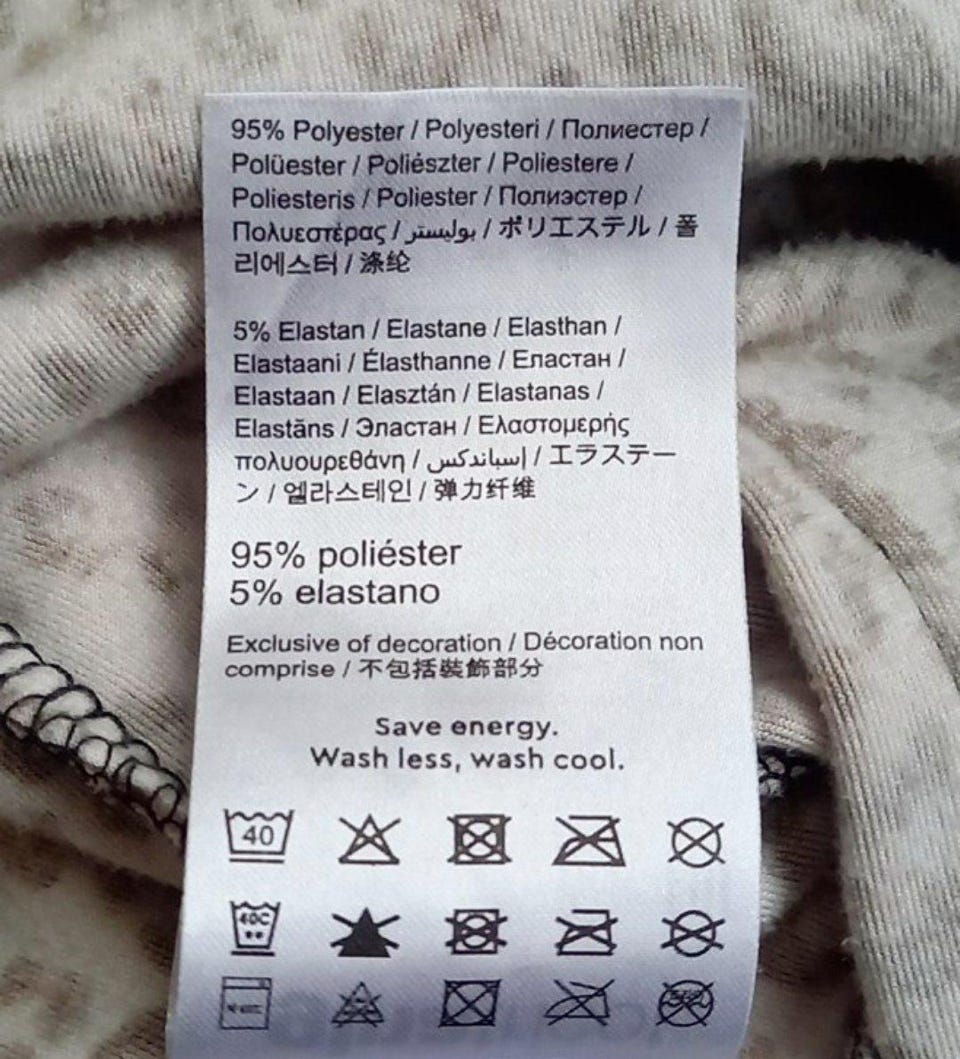 95% Polyester / Polyesteri / Полиестер /
Polüester / Poliészter / Poliestere /
Poliesteris / Poliester / Полиэстер /
Πολυεστέρας / بوليستر / ポリエステル / 폴
리에스터 / 涤纶
5% Elastan / Elastane / Elasthan /
Elastaani / Élasthanne / Еластан /
Elastaan / Elasztán / Elastanas /
Elastāns / Эластан / Ελαστομερής
πολυουρεθάνη / إسباندكس / エラステー
ン / 엘라스테인 / 弹力纤维
95% poliéster
5% elastano
Exclusive of decoration / Décoration non
comprise / 不包括裝飾部分
Save energy.
Wash less, wash cool.
40
40C